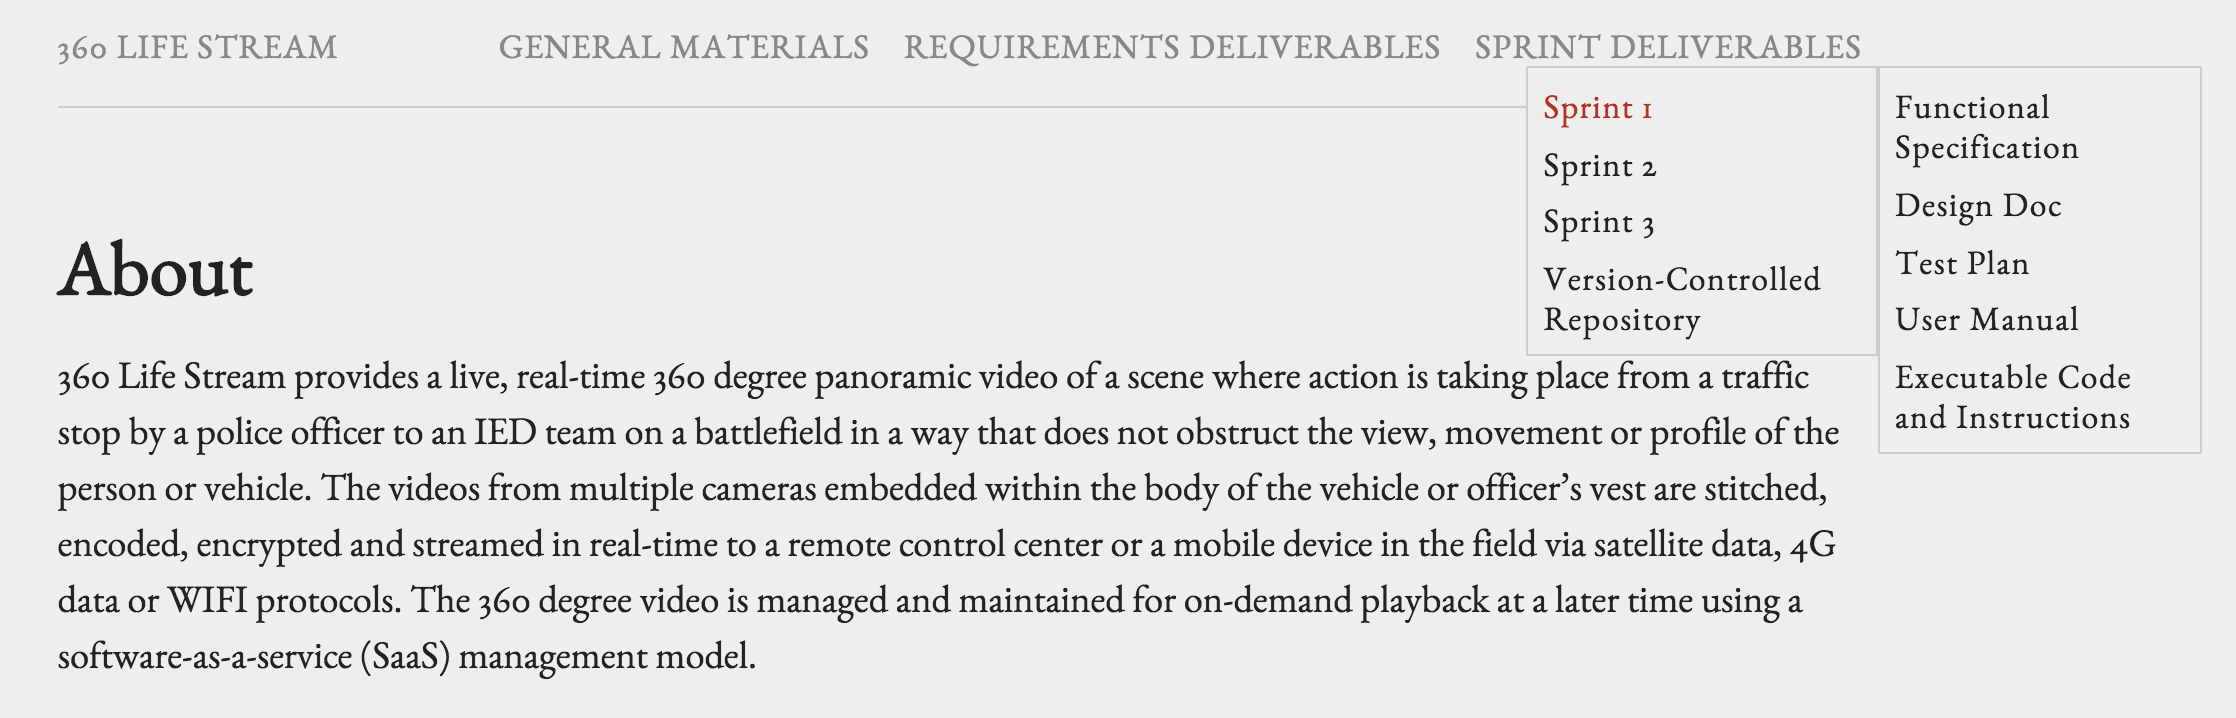 360 LIFE STREAM
GENERAL MATERIALS
REQUIREMENTS DELIVERABLES
SPRINT DELIVERABLES
Sprint 1
Sprint 2
Sprint 3
Version-Controlled
Repository
Functional
Specification
Design Doc
Test Plan
User Manual
Executable Code
and Instructions
About
360 Life Stream provides a live, real-time 360 degree panoramic video of a scene where action is taking place from a traffic
stop by a police officer to an IED team on a battlefield in a way that does not obstruct the view, movement or profile of the
person or vehicle. The videos from multiple cameras embedded within the body of the vehicle or officer’s vest are stitched,
encoded, encrypted and streamed in real-time to a remote control center or a mobile device in the field via satellite data, 4G
data or WIFI protocols. The 360 degree video is managed and maintained for on-demand playback at a later time using a
software-as-a-service (SaaS) management model.